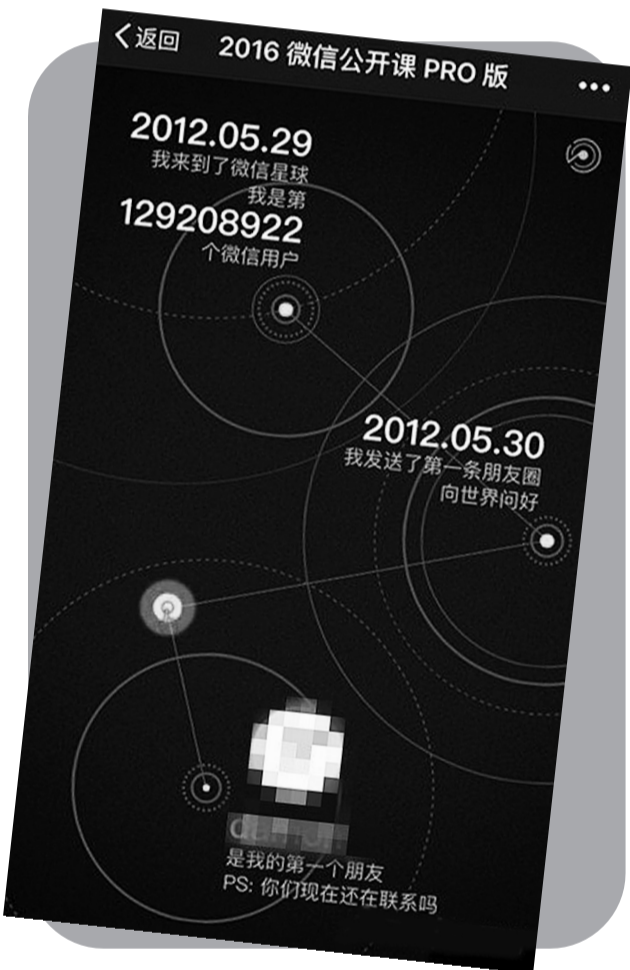 返回 2016 微信公开课 PRO 版
2012.05.29
我来到了微信星球
我是第
129208922
个微信用户
2012.05.30
我发送了第一条朋友圈
向世界问好
是我的第一个朋友
PS: 你们现在还在联系吗